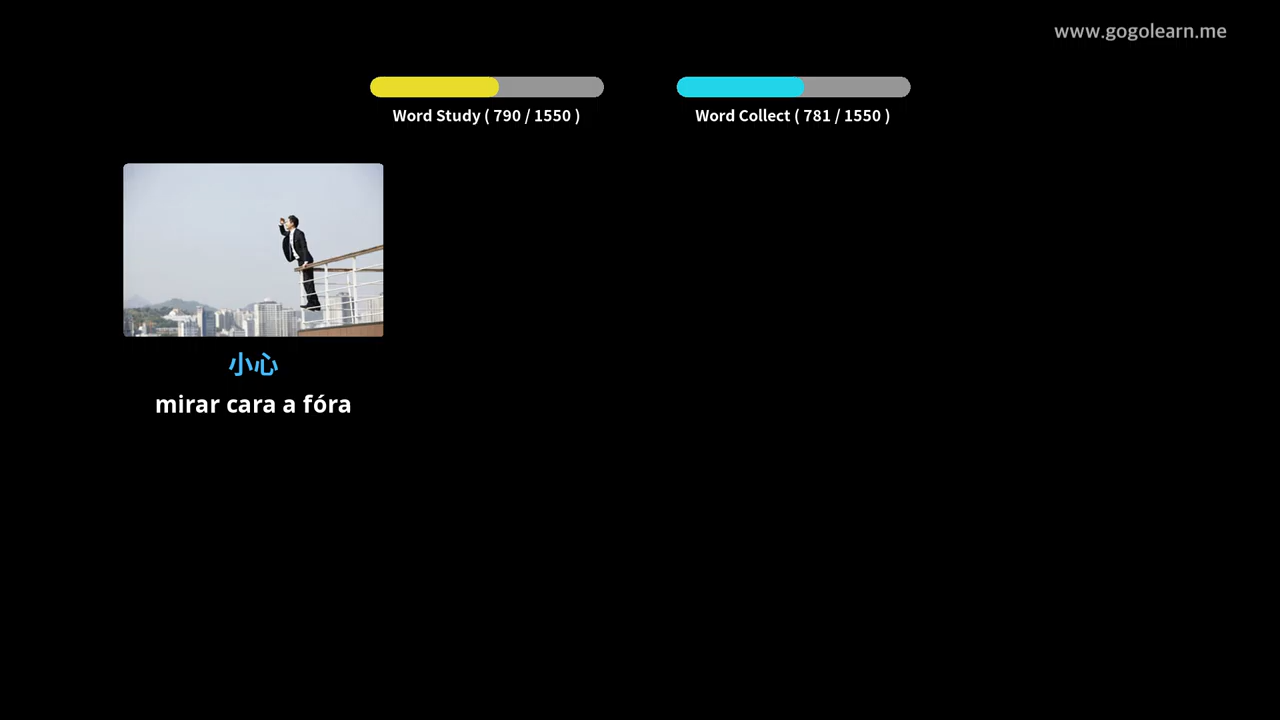 www.gogolearn.me
Word Study ( 790 / 1550 )
Word Collect ( 781 / 1550 )
小心
mirar cara a fóra